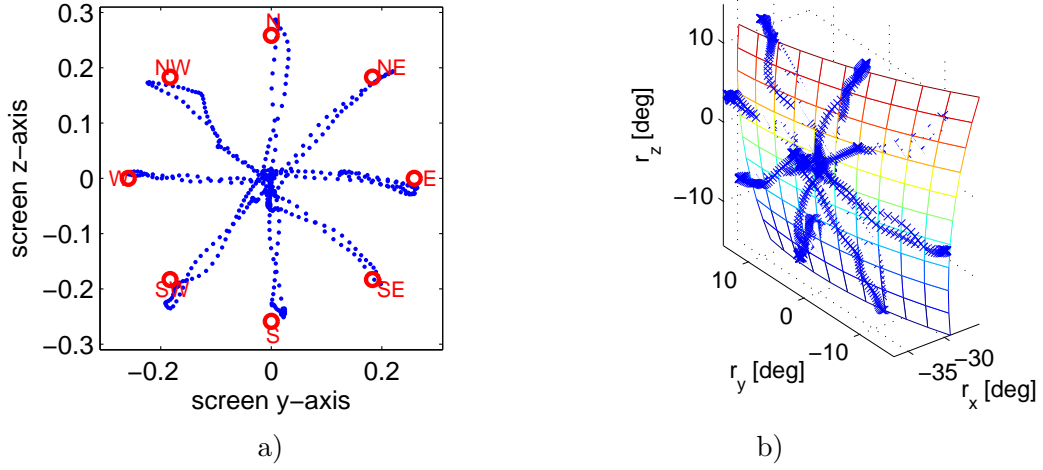 0.3
0.2
0.1
0
−0.1
−0.2
−0.3
screen z−axis
−0.2
0
0.2
screen y−axis
N
NW
NE
W
E
SW
SE
S
a)
10
0
−10
r_z [deg]
10
0
−10
r_y [deg]
−35
−30
r_x [deg]
b)